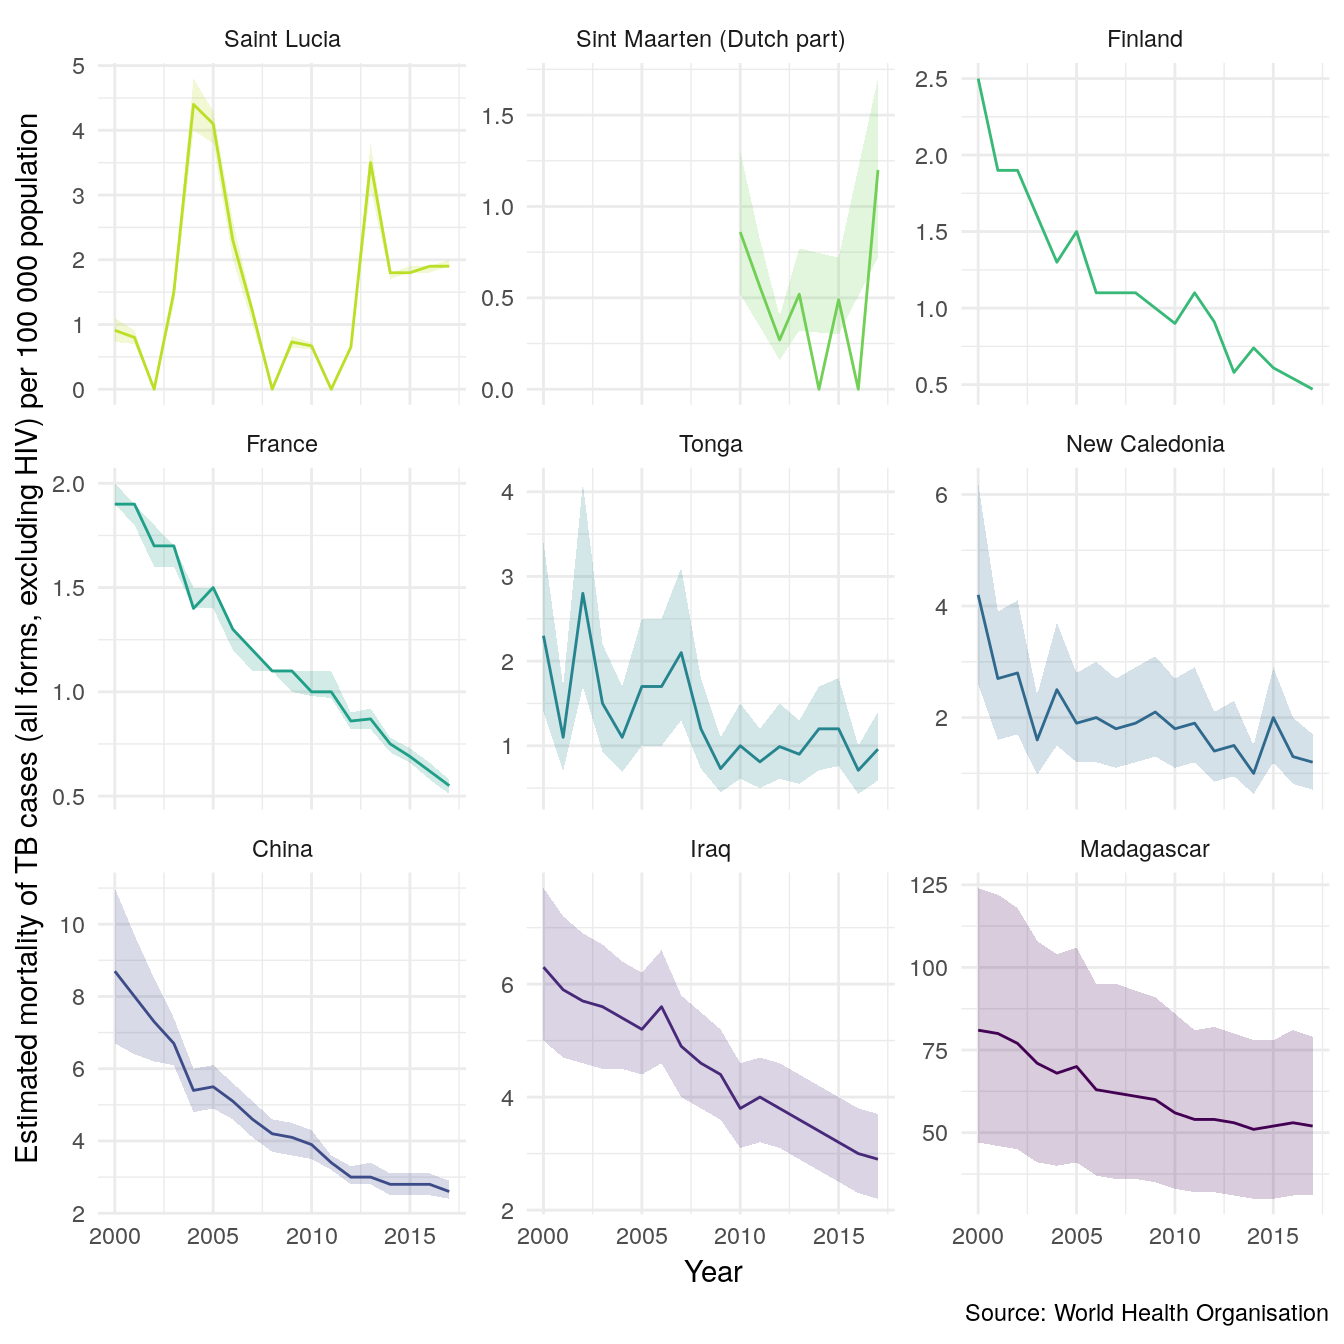 Saint Lucia
Sint Maarten (Dutch part)
Finland
5
4
3
2
1
0
1.5
1.0
0.5
0.0
2.5
2.0
1.5
1.0
0.5
France
Tonga
New Caledonia
2.0
1.5
1.0
0.5
4
3
2
1
6
4
2
China
Iraq
Madagascar
10
8
6
4
2
6
4
2
125
100
75
50
2000 2005 2010 2015
2000 2005 2010 2015
2000 2005 2010 2015
Estimated mortality of TB cases (all forms, excluding HIV) per 100 000 population
Year
Source: World Health Organisation